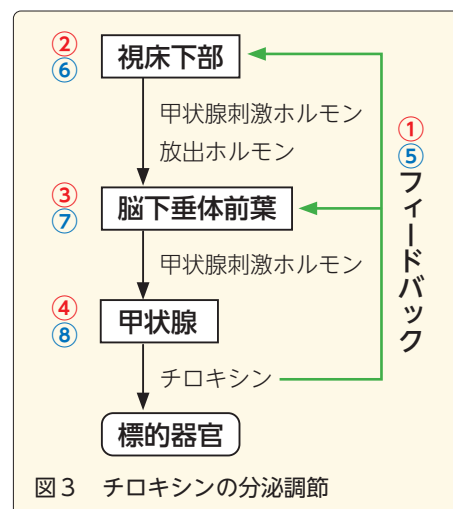 ②
⑥
視床下部
甲状腺刺激ホルモン
放出ホルモン
①
⑤
フィードバック
③
⑦
脳下垂体前葉
甲状腺刺激ホルモン
④
⑧
甲状腺
チロキシン
標的器官
図3 チロキシンの分泌調節